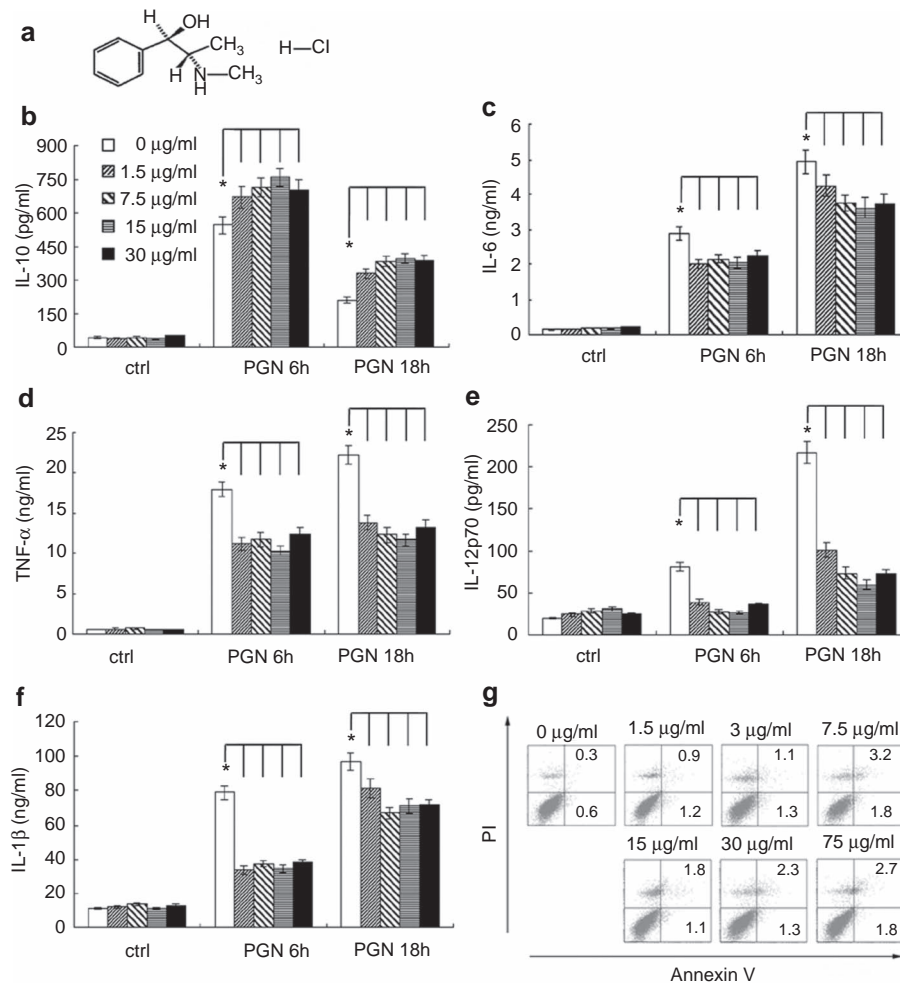 a
H
OH
CH3
H
N
H
CH3
H—Cl
b
IL-10 (pg/ml)
900
750
600
450
300
150
0
0 µg/ml
1.5 µg/ml
7.5 µg/ml
15 µg/ml
30 µg/ml
*
*
ctrl
PGN 6h
PGN 18h
c
IL-6 (ng/ml)
6
5
4
3
2
1
0
*
*
ctrl
PGN 6h
PGN 18h
d
TNF-α (ng/ml)
25
20
15
10
5
0
*
*
ctrl
PGN 6h
PGN 18h
e
IL-12p70 (pg/ml)
250
200
150
100
50
0
*
*
ctrl
PGN 6h
PGN 18h
f
IL-1β (ng/ml)
120
100
80
60
40
20
0
*
*
ctrl
PGN 6h
PGN 18h
g
PI
0 µg/ml 1.5 µg/ml 3 µg/ml 7.5 µg/ml
0.3 0.9 1.1 3.2
0.6 1.2 1.3 1.8
15 µg/ml 30 µg/ml 75 µg/ml
1.8 2.3 2.7
1.1 1.3 1.8
Annexin V